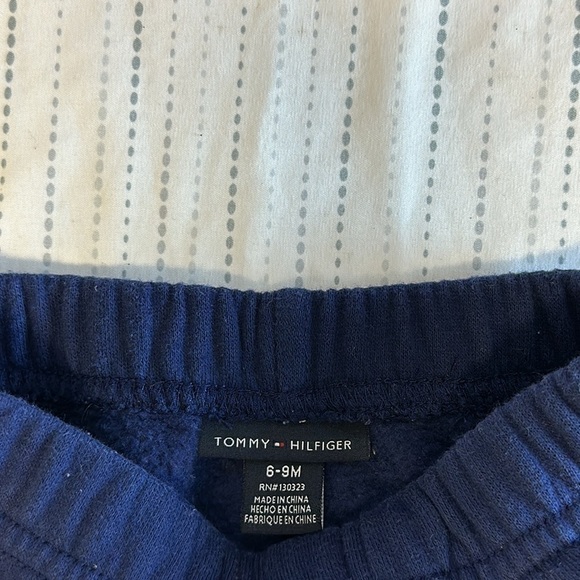 TOMMY HILFIGER
6-9M
RN#130323
MADE IN CHINA
HECHO EN CHINA
FABRIQUE EN CHINE